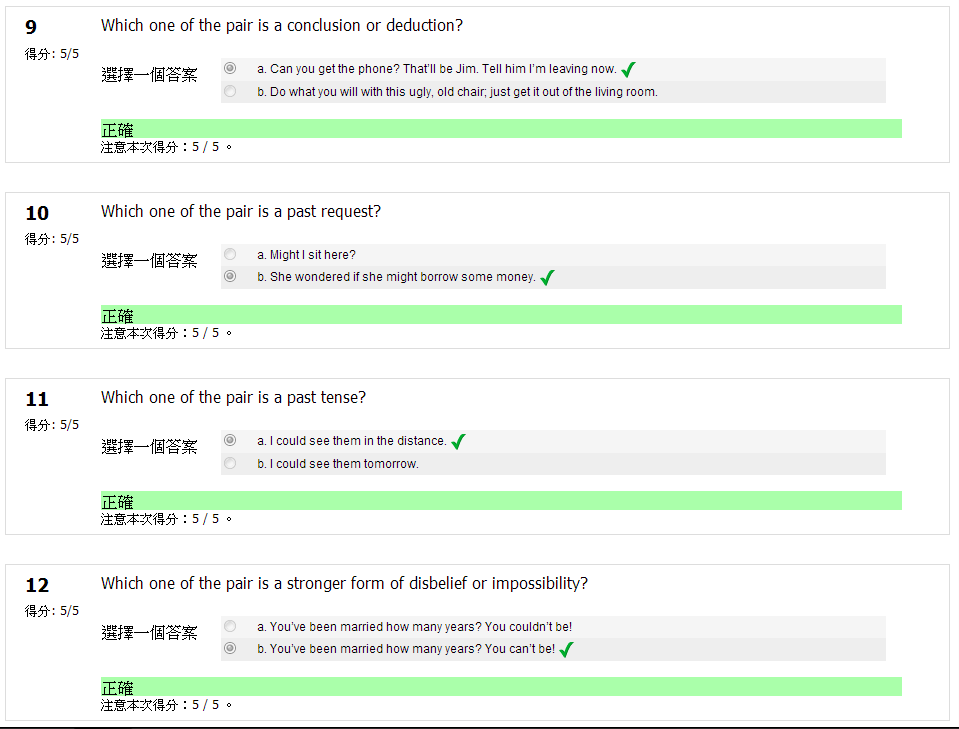 9 Which one of the pair is a conclusion or deduction?
得分: 5/5
選擇一個答案
a. Can you get the phone? That'll be Jim. Tell him I'm leaving now.
b. Do what you will with this ugly, old chair; just get it out of the living room.
正確
注意本次得分：5 / 5 。
10 Which one of the pair is a past request?
得分: 5/5
選擇一個答案
a. Might I sit here?
b. She wondered if she might borrow some money.
正確
注意本次得分：5 / 5 。
11 Which one of the pair is a past tense?
得分: 5/5
選擇一個答案
a. I could see them in the distance.
b. I could see them tomorrow.
正確
注意本次得分：5 / 5 。
12 Which one of the pair is a stronger form of disbelief or impossibility?
得分: 5/5
選擇一個答案
a. You've been married how many years? You couldn't be!
b. You've been married how many years? You can't be!
正確
注意本次得分：5 / 5 。